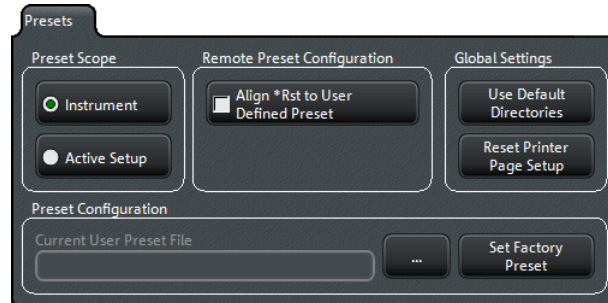 Presets
Preset Scope
Instrument
Active Setup
Remote Preset Configuration
Align *Rst to User
Defined Preset
Global Settings
Use Default
Directories
Reset Printer
Page Setup
Preset Configuration
Current User Preset File
...
Set Factory
Preset